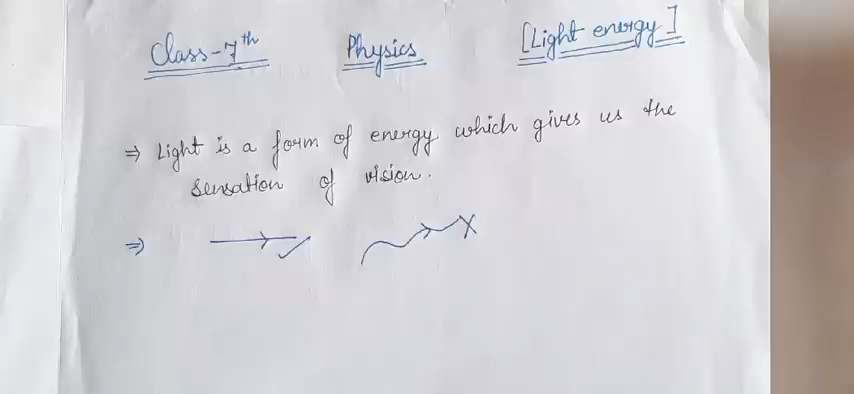 Class-7th Physics [Light energy]
⇒ Light is a form of energy which gives us the
sensation of vision.
⇒